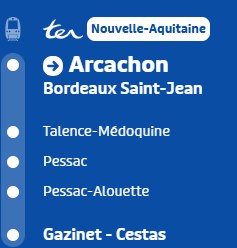 ter Nouvelle-Aquitaine
Arcachon
Bordeaux Saint-Jean
Talence-Médoquine
Pessac
Pessac-Alouette
Gazinet - Cestas